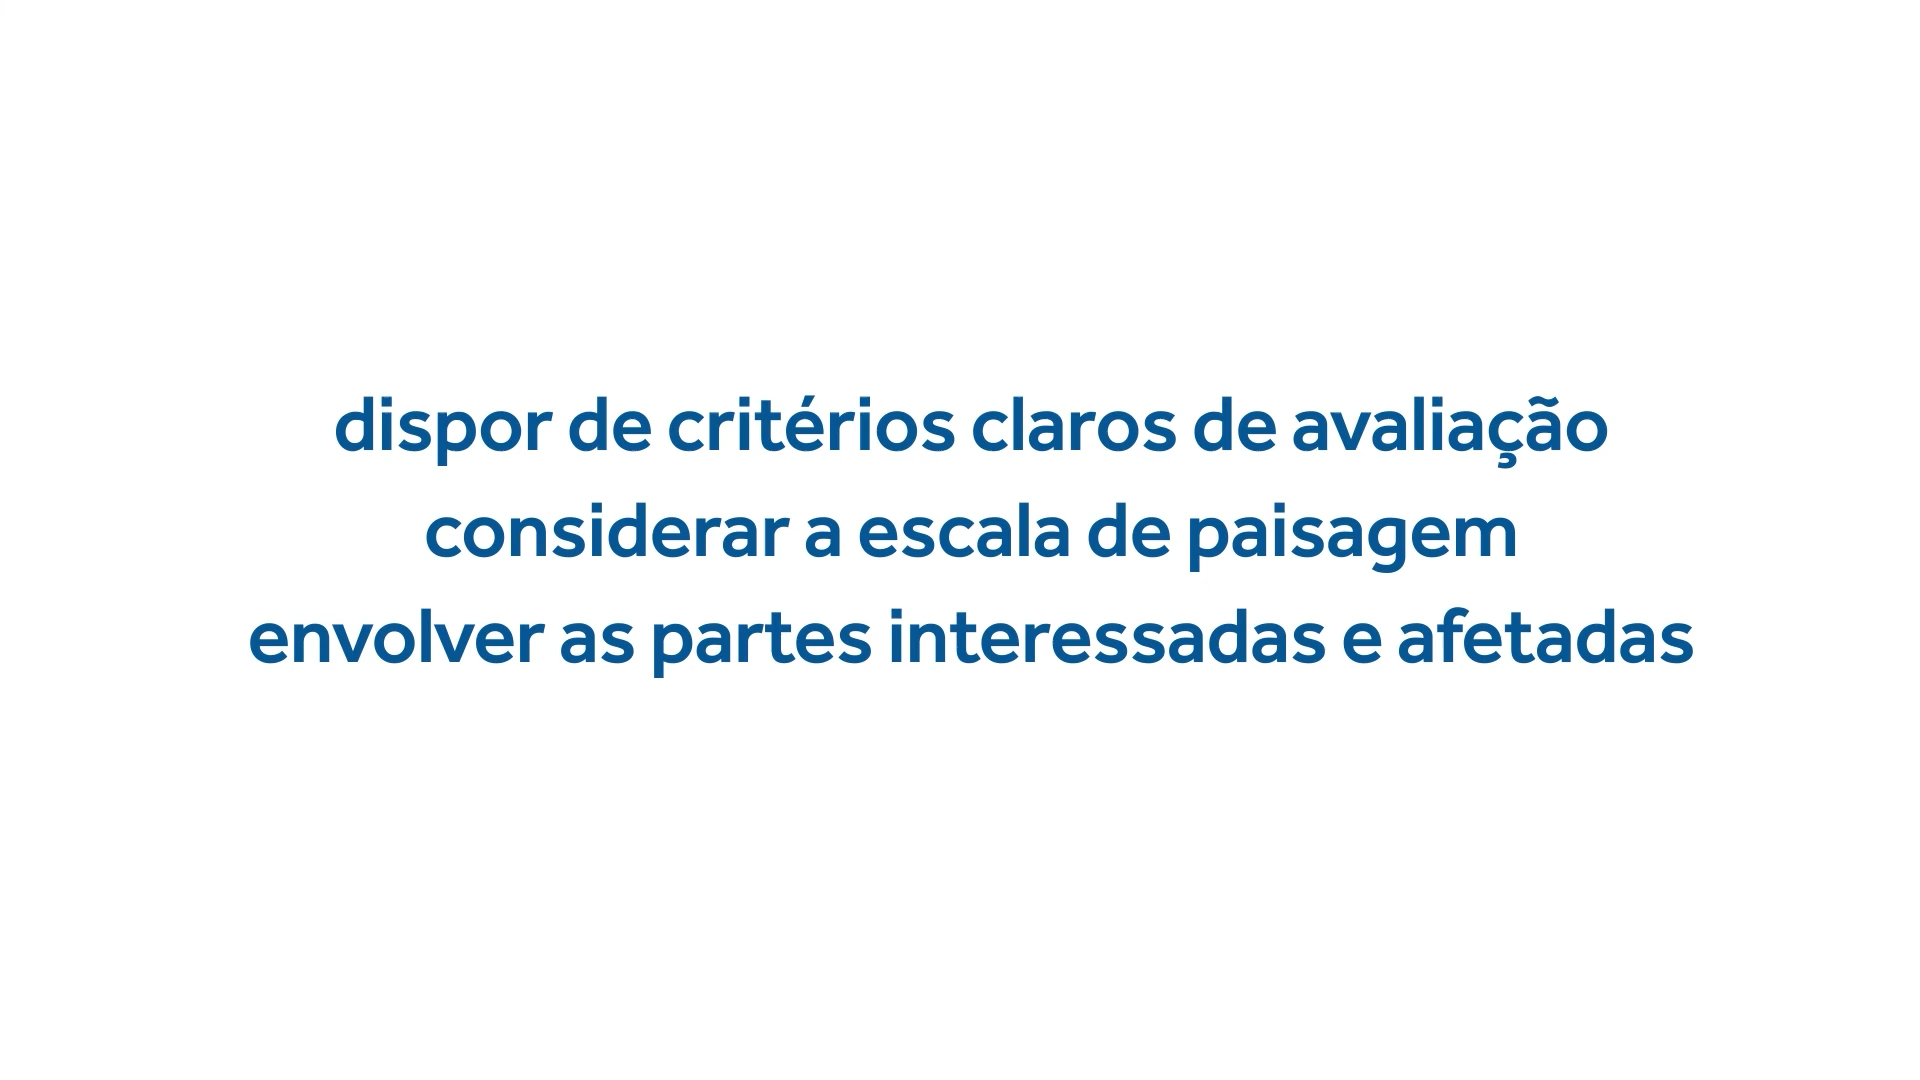 dispor de critérios claros de avaliação
considerar a escala de paisagem
envolver as partes interessadas e afetadas